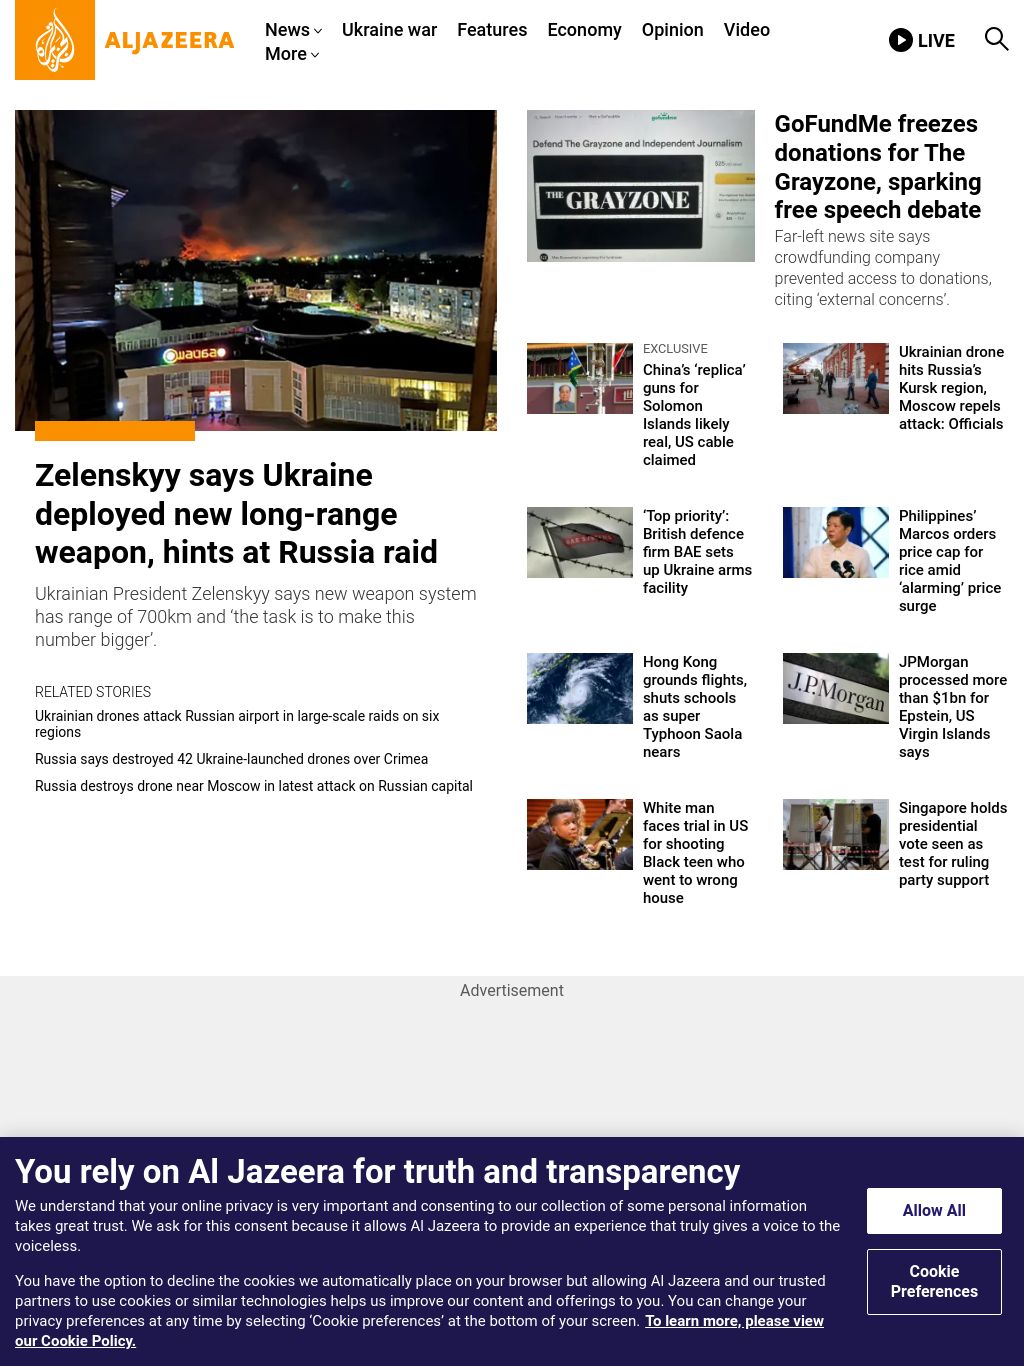 ALJAZEERA
News
Ukraine war
Features
Economy
Opinion
Video
More
LIVE
Defend The Grayzone and Independent Journalism
gofundme
THE GRAYZONE
GoFundMe freezes
donations for The
Grayzone, sparking
free speech debate
Far-left news site says
crowdfunding company
prevented access to donations,
citing ‘external concerns’.
Zelenskyy says Ukraine
deployed new long-range
weapon, hints at Russia raid
Ukrainian President Zelenskyy says new weapon system
has range of 700km and ‘the task is to make this
number bigger’.
RELATED STORIES
Ukrainian drones attack Russian airport in large-scale raids on six
regions
Russia says destroyed 42 Ukraine-launched drones over Crimea
Russia destroys drone near Moscow in latest attack on Russian capital
EXCLUSIVE
China’s ‘replica’
guns for
Solomon
Islands likely
real, US cable
claimed
Ukrainian drone
hits Russia’s
Kursk region,
Moscow repels
attack: Officials
BAE SYSTEMS
‘Top priority’:
British defence
firm BAE sets
up Ukraine arms
facility
Philippines’
Marcos orders
price cap for
rice amid
‘alarming’ price
surge
Hong Kong
grounds flights,
shuts schools
as super
Typhoon Saola
nears
J.P.Morgan
JPMorgan
processed more
than $1bn for
Epstein, US
Virgin Islands
says
White man
faces trial in US
for shooting
Black teen who
went to wrong
house
Singapore holds
presidential
vote seen as
test for ruling
party support
Advertisement
You rely on Al Jazeera for truth and transparency
We understand that your online privacy is very important and consenting to our collection of some personal information
takes great trust. We ask for this consent because it allows Al Jazeera to provide an experience that truly gives a voice to the
voiceless.
You have the option to decline the cookies we automatically place on your browser but allowing Al Jazeera and our trusted
partners to use cookies or similar technologies helps us improve our content and offerings to you. You can change your
privacy preferences at any time by selecting ‘Cookie preferences’ at the bottom of your screen. To learn more, please view
our Cookie Policy.
Allow All
Cookie
Preferences